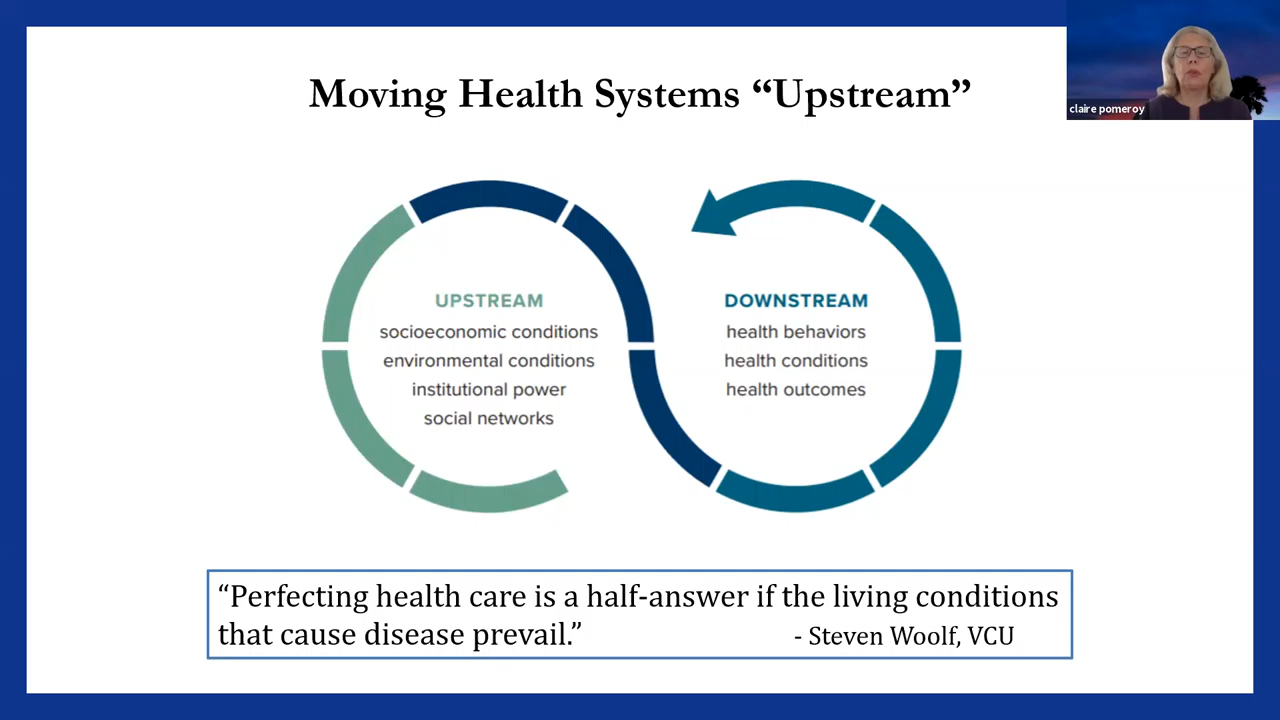 Moving Health Systems “Upstream”
claire pomeroy
UPSTREAM
socioeconomic conditions
environmental conditions
institutional power
social networks
DOWNSTREAM
health behaviors
health conditions
health outcomes
“Perfecting health care is a half-answer if the living conditions
that cause disease prevail.” - Steven Woolf, VCU